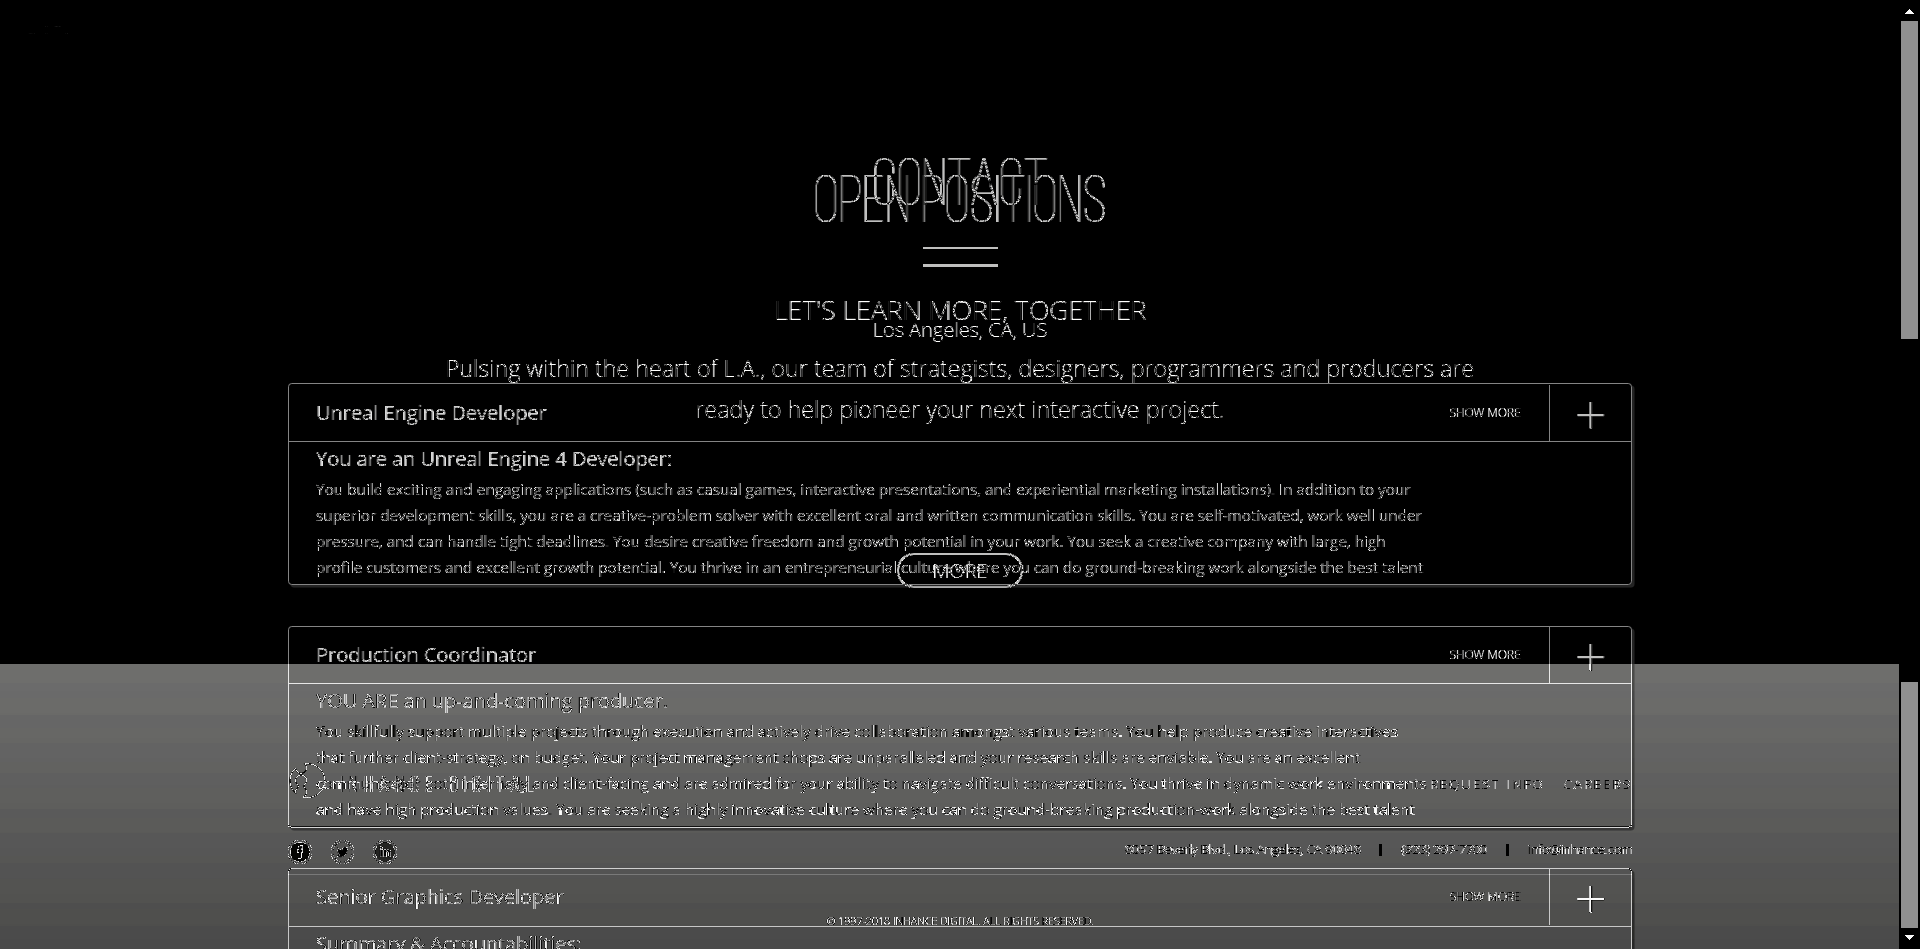 CONTACT
OPEN POSITIONS
LET'S LEARN MORE, TOGETHER
Los Angeles, CA, US
Pulsing within the heart of L.A., our team of strategists, designers, programmers and producers are
ready to help pioneer your next interactive project.
Unreal Engine Developer SHOW MORE
You are an Unreal Engine 4 Developer:
You build exciting and engaging applications (such as casual games, interactive presentations, and experiential marketing installations). In addition to your
superior development skills, you are a creative-problem solver with excellent oral and written communication skills. You are self-motivated, work well under
pressure, and can handle tight deadlines. You desire creative freedom and growth potential in your work. You seek a creative company with large, high
profile customers and excellent growth potential. You thrive in an entrepreneurial culture where you can do ground-breaking work alongside the best talent
MORE
Production Coordinator SHOW MORE
YOU ARE an up-and-coming producer.
You skillfully support multiple projects through execution and actively drive collaboration amongst various teams. You help produce creative interactives
that further client-strategy, on budget. Your project management chops are unparalleled and your research skills are enviable. You are an excellent
and client-facing and are admired for your ability to navigate difficult conversations. You thrive in dynamic work environments
REQUEST INFO CAREERS
and have high production values. You are seeking a highly innovative culture where you can do ground-breaking production-work alongside the best talent
Beverly Blvd., Los Angeles, CA info@inhance.com
Senior Graphics Developer SHOW MORE
© 1997-2018 INHANCE DIGITAL. ALL RIGHTS RESERVED.
Summary & Accountabilities: